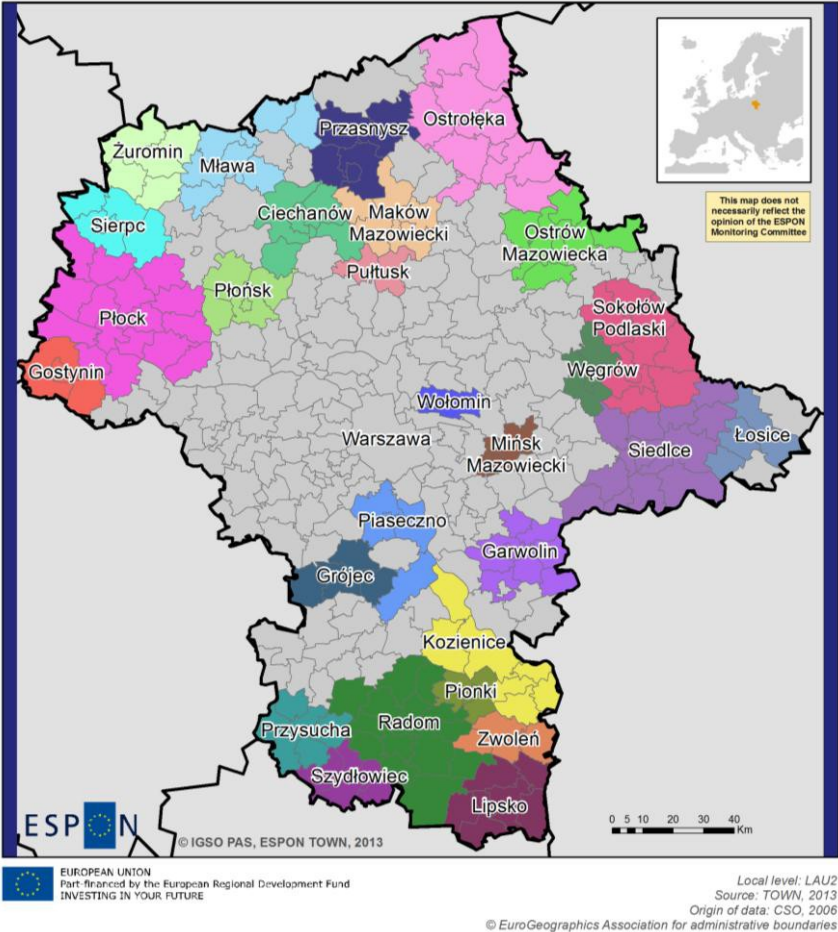 Ostrołęka
Przasnysz
Żuromin
Mława
This map does not
necessarily reflect the
opinion of the ESPON
Monitoring Committee
Sierpc
Ciechanów
Maków
Mazowiecki
Ostrów
Mazowiecka
Pułtusk
Płońsk
Płock
Sokołów
Podlaski
Gostynin
Węgrów
Wołomin
Warszawa
Mińsk
Mazowiecki
Siedlce
Łosice
Piaseczno
Garwolin
Grójec
Kozienice
Pionki
Przysucha
Radom
Zwoleń
Szydłowiec
Lipsko
ESPON
© IGSO PAS, ESPON TOWN, 2013
0 5 10 20 30 40
Km
EUROPEAN UNION
Part-financed by the European Regional Development Fund
INVESTING IN YOUR FUTURE
Local level: LAU2
Source: TOWN, 2013
Origin of data: CSO, 2006
© EuroGeographics Association for administrative boundaries